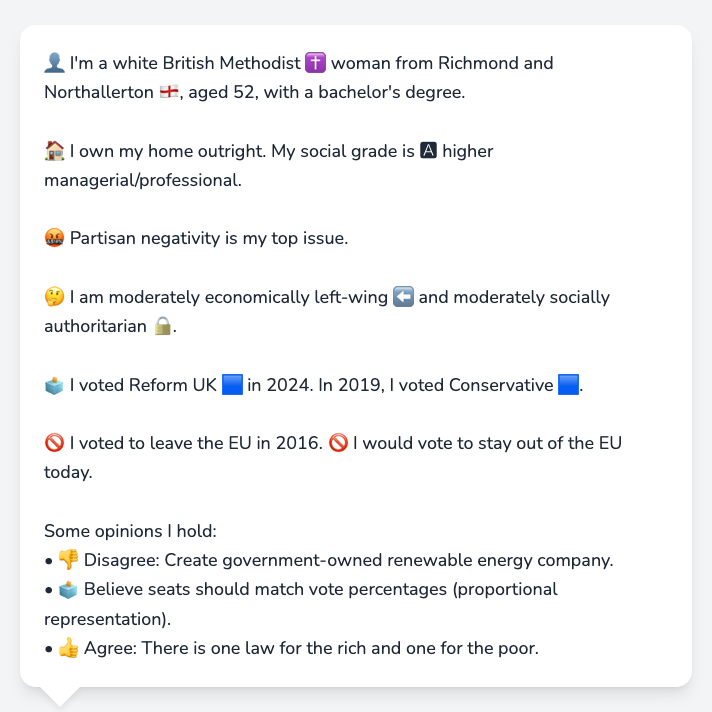 👤 I'm a white British Methodist ✝️ woman from Richmond and
Northallerton 🏴󠁧󠁢󠁥󠁮󠁧󠁿, aged 52, with a bachelor's degree.
🏠 I own my home outright. My social grade is 🅰 higher
managerial/professional.
🤬 Partisan negativity is my top issue.
🤔 I am moderately economically left-wing ⬅️ and moderately socially
authoritarian 🔒.
🗳️ I voted Reform UK 🟦 in 2024. In 2019, I voted Conservative 🟦.
🚫 I voted to leave the EU in 2016. 🚫 I would vote to stay out of the EU
today.
Some opinions I hold:
• 👎 Disagree: Create government-owned renewable energy company.
• 🗳️ Believe seats should match vote percentages (proportional
representation).
• 👍 Agree: There is one law for the rich and one for the poor.